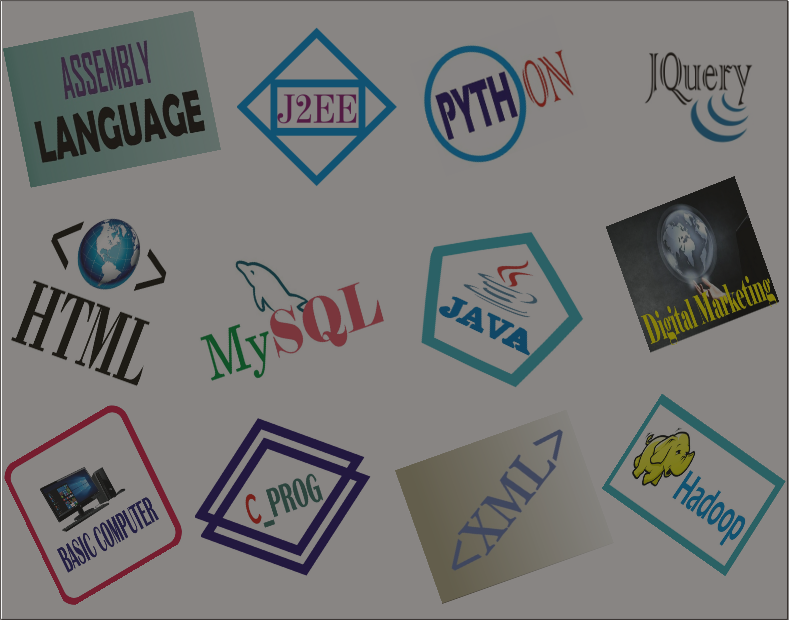 ASSEMBLY
LANGUAGE
J2EE
PYTHON
JQuery
< >
HTML
MySQL
JAVA
Digital Marketing
BASIC COMPUTER
C_PROG
<XML>
Hadoop